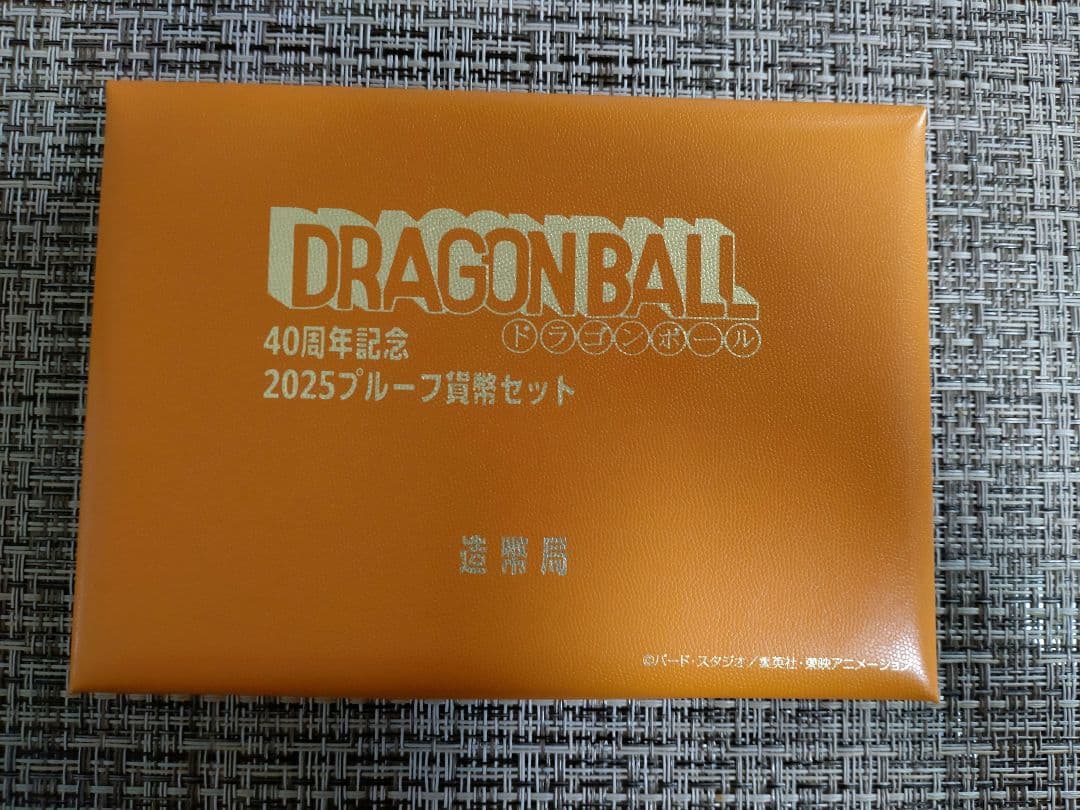 DRAGON BALL
ドラゴンボール
40周年記念
2025プルーフ貨幣セット
造幣局
©バード・スタジオ／集英社・東映アニメーション